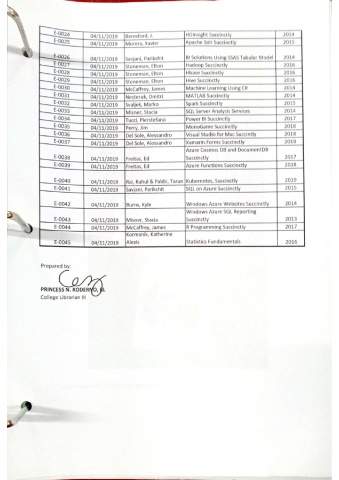 E-0024 04/11/2019 Beresford, J. HDInsight Succinctly 2014
E-0025 04/11/2019 Morera, Xavier Apache Solr Succinctly 2015
E-0026 04/11/2019 Savjani, Parikshit BI Solutions Using SSAS Tabular Model 2016
E-0027 04/11/2019 Stoneman, Elton Hadoop Succinctly 2016
E-0028 04/11/2019 Stoneman, Elton Hbase Succinctly 2016
E-0029 04/11/2019 Stoneman, Elton Hive Succinctly 2016
E-0030 04/11/2019 McCaffrey, James Machine Learning Using C# 2014
E-0031 04/11/2019 Nesteruk, Dmitri MATLAB Succinctly 2014
E-0032 04/11/2019 Svaljek, Marko Spark Succinctly 2015
E-0033 04/11/2019 Misner, Stacia SQL Server Analysis Services 2014
E-0034 04/11/2019 Tucci, Pierstefano Power BI Succinctly 2017
E-0035 04/11/2019 Perry, Jim MonoGame Succinctly 2018
E-0036 04/11/2019 Del Sole, Alessandro Visual Studio for Mac Succinctly 2018
E-0037 04/11/2019 Del Sole, Alessandro Xamarin.Forms Succinctly 2018
Azure Cosmos DB and DocumentDB
E-0038 04/11/2019 Freitas, Ed Succinctly 2017
E-0039 04/11/2019 Freitas, Ed Azure Functions Succinctly 2018
E-0040 04/11/2019 Rai, Rahul & Pabbi, Tarun Kubernetes, Succinctly 2019
E-0041 04/11/2019 Savjani, Parikshit SQL on Azure Succinctly 2015
E-0042 04/11/2019 Burns, Kyle Windows Azure Websites Succinctly 2014
Windows Azure SQL Reporting
E-0043 04/11/2019 Misner, Stacia Succinctly 2013
E-0044 04/11/2019 McCaffrey, James R Programming Succinctly 2017
Kormanik, Katherine
E-0045 04/11/2019 Alexis Statistics Fundamentals 2016
Prepared by:
PRINCESS N. RODERNO, RL
College Librarian III